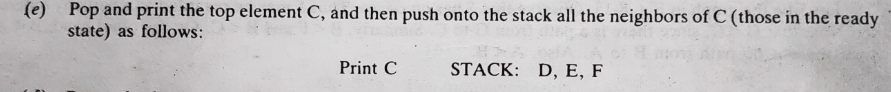 (e) Pop and print the top element C, and then push onto the stack all the neighbors of C (those in the ready
state) as follows:
Print C STACK: D, E, F